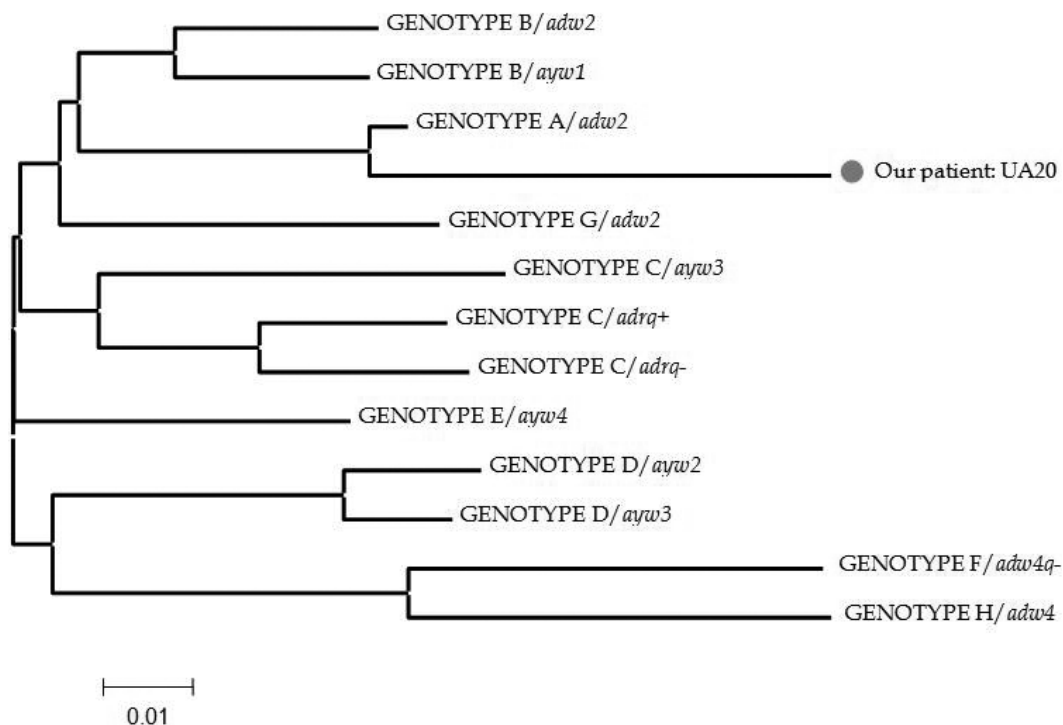 GENOTYPE B/adw2
GENOTYPE B/ayw1
GENOTYPE A/adw2
Our patient: UA20
GENOTYPE G/adw2
GENOTYPE C/ayw3
GENOTYPE C/adrq+
GENOTYPE C/adrq-
GENOTYPE E/ayw4
GENOTYPE D/ayw2
GENOTYPE D/ayw3
GENOTYPE F/adw4q-
GENOTYPE H/adw4
0.01